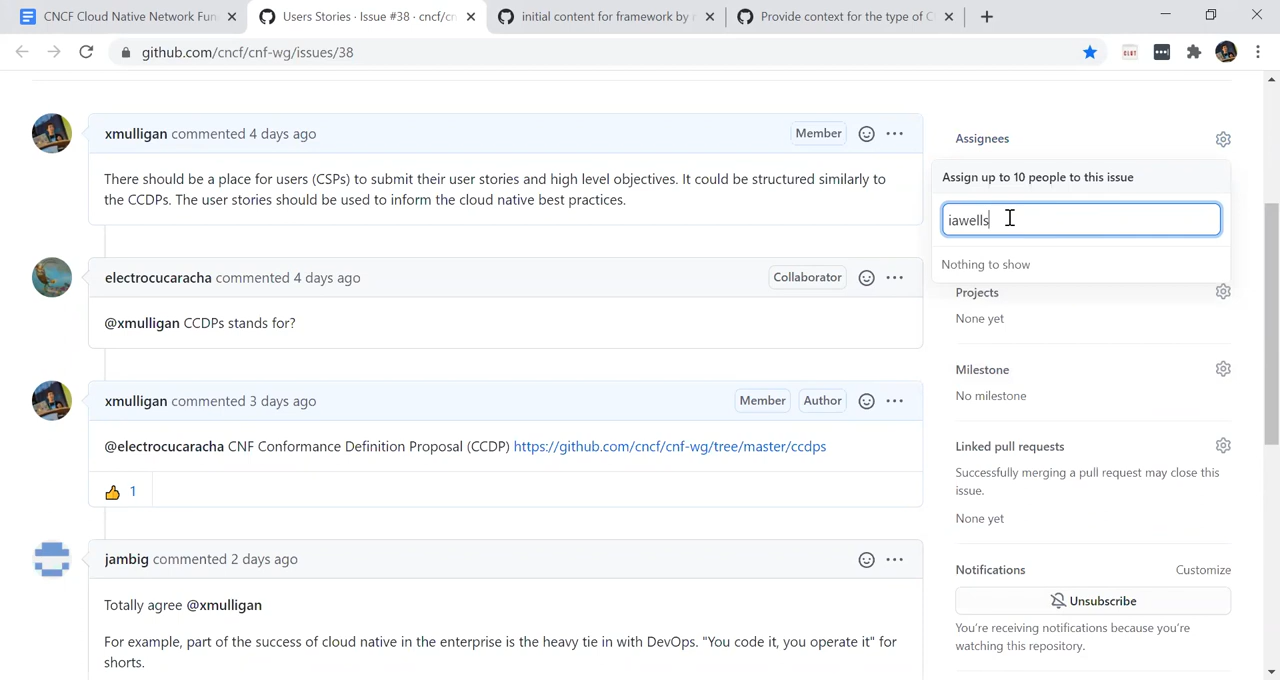 CNCF Cloud Native Network Fun
Users Stories · Issue #38 · cncf/cn
initial content for framework by
Provide context for the type of C
github.com/cncf/cnf-wg/issues/38
xmulligan commented 4 days ago
Member
There should be a place for users (CSPs) to submit their user stories and high level objectives. It could be structured similarly to
the CCDPs. The user stories should be used to inform the cloud native best practices.
electrocucaracha commented 4 days ago
Collaborator
@xmulligan CCDPs stands for?
xmulligan commented 3 days ago
Member
Author
@electrocucaracha CNF Conformance Definition Proposal (CCDP) https://github.com/cncf/cnf-wg/tree/master/ccdps
1
jambig commented 2 days ago
Totally agree @xmulligan
For example, part of the success of cloud native in the enterprise is the heavy tie in with DevOps. "You code it, you operate it" for
shorts.
Assignees
Assign up to 10 people to this issue
iawells
Nothing to show
Projects
None yet
Milestone
No milestone
Linked pull requests
Successfully merging a pull request may close this
issue.
None yet
Notifications
Customize
Unsubscribe
You're receiving notifications because you're
watching this repository.